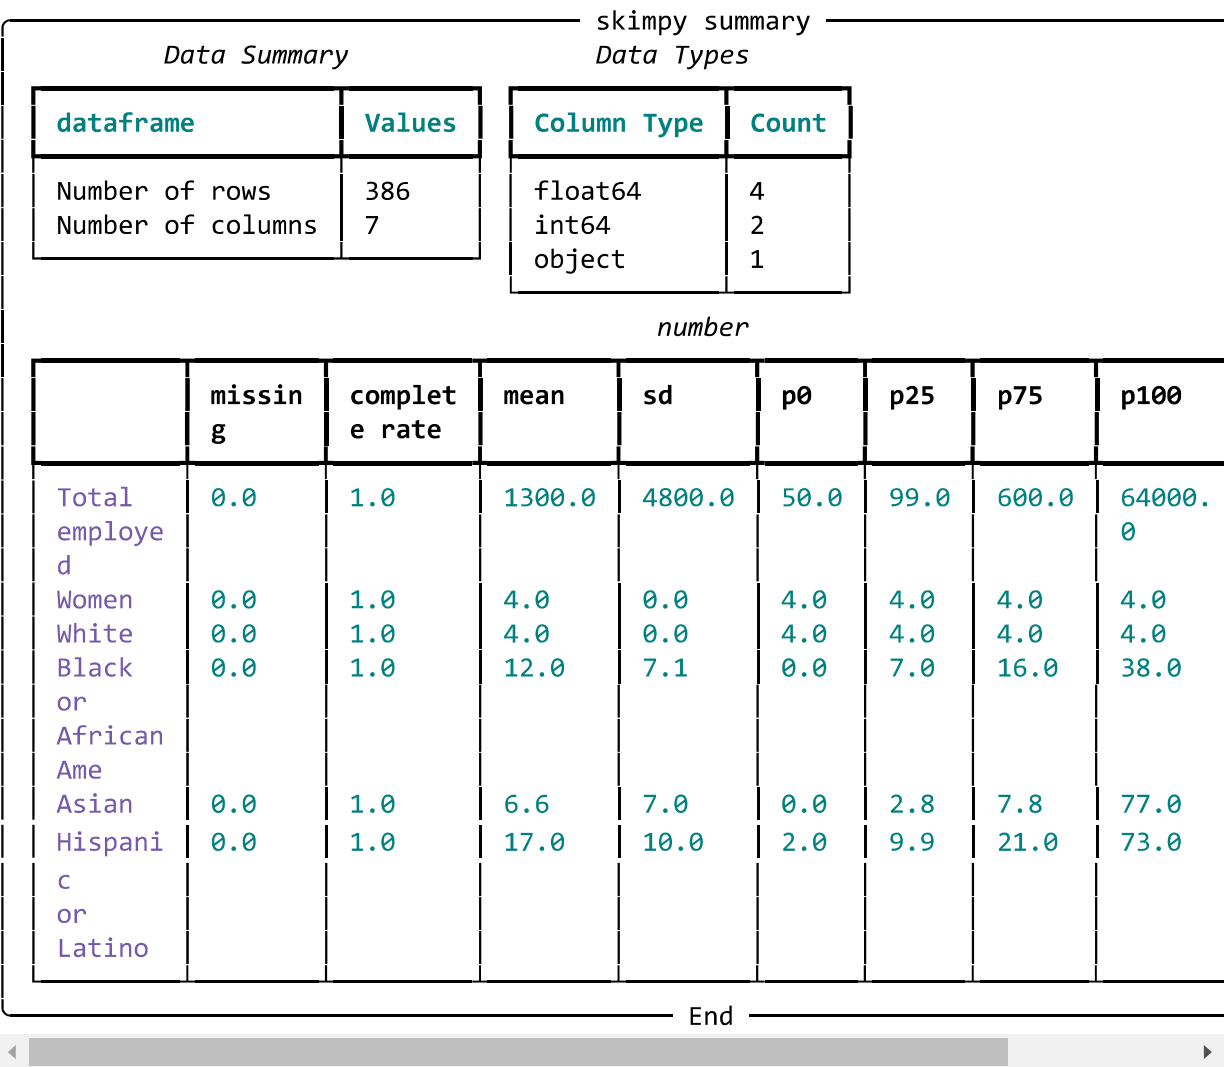 skimpy summary
Data Summary Data Types
dataframe Values Column Type Count
Number of rows 386 float64 4
Number of columns 7 int64 2
object 1
number
missin complet mean sd p0 p25 p75 p100
g e rate
Total 0.0 1.0 1300.0 4800.0 50.0 99.0 600.0 64000.
employe 0
d
Women 0.0 1.0 4.0 0.0 4.0 4.0 4.0 4.0
White 0.0 1.0 4.0 0.0 4.0 4.0 4.0 4.0
Black 0.0 1.0 12.0 7.1 0.0 7.0 16.0 38.0
or
African
Ame
Asian 0.0 1.0 6.6 7.0 0.0 2.8 7.8 77.0
Hispani 0.0 1.0 17.0 10.0 2.0 9.9 21.0 73.0
c
or
Latino
End